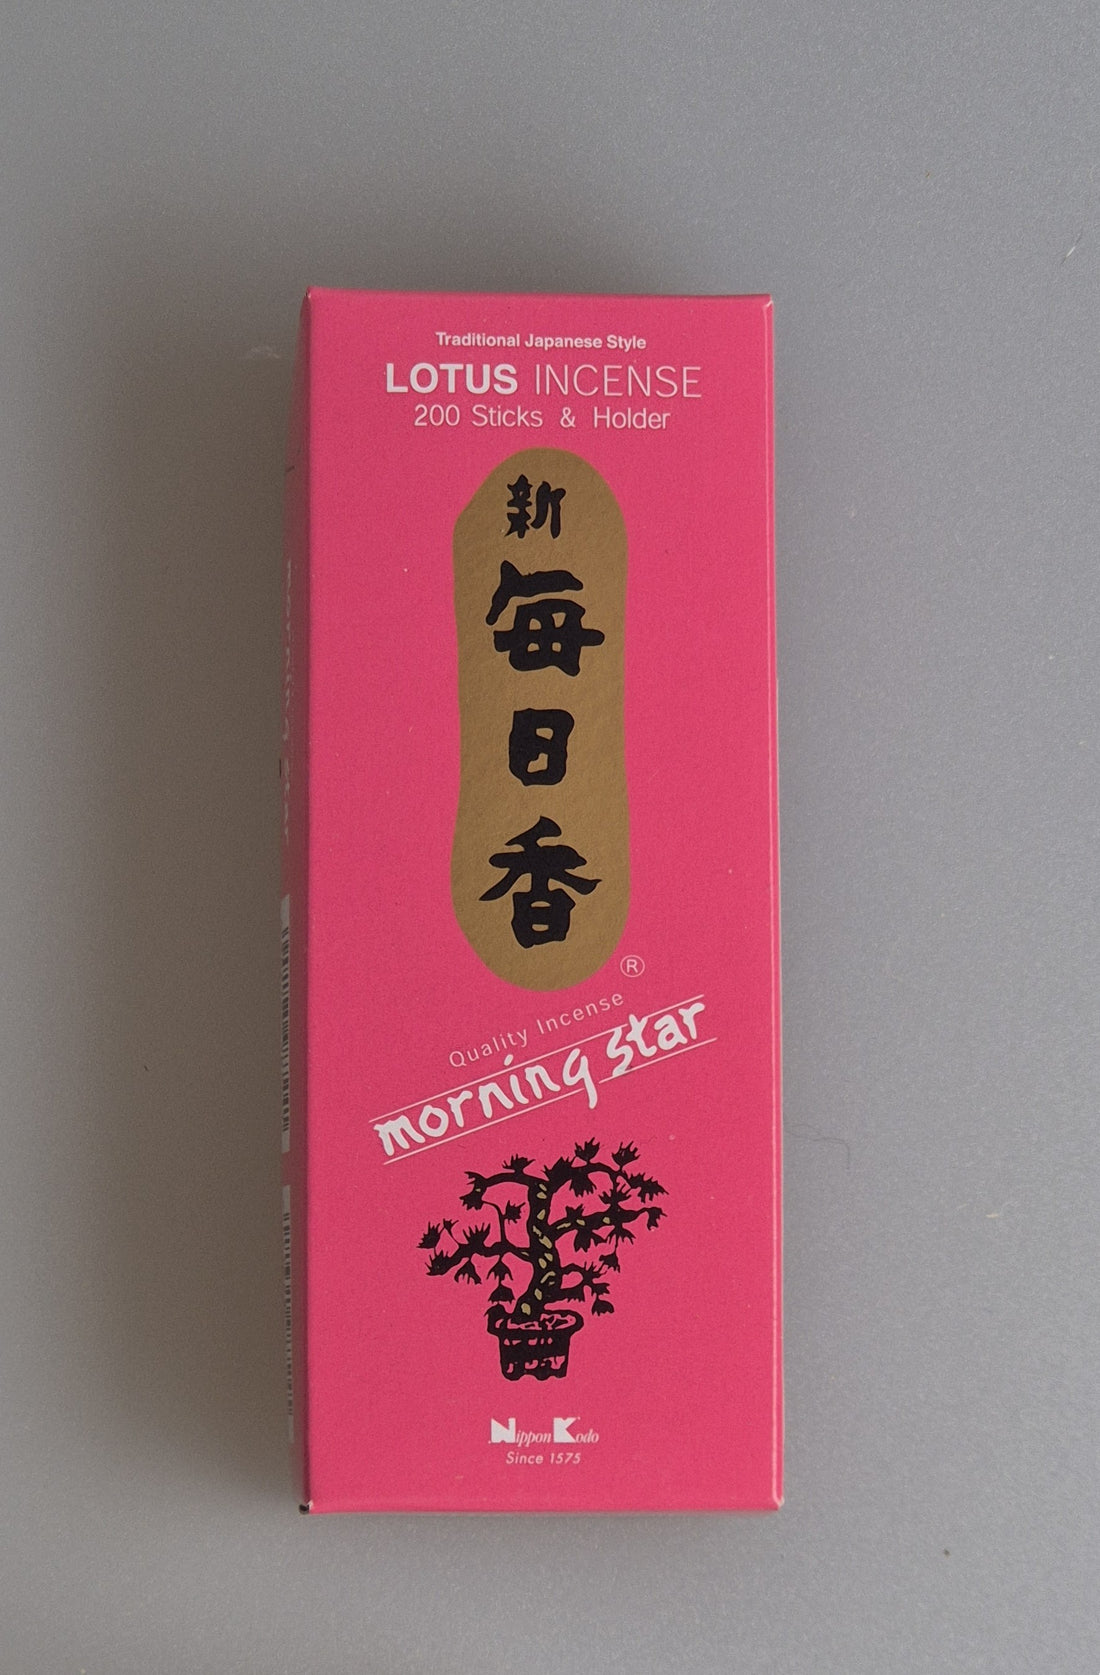 Traditional Japanese Style
LOTUS INCENSE
200 Sticks & Holder
新
毎
日
香
®
Quality Incense
morning star
Nippon Kodo
Since 1575